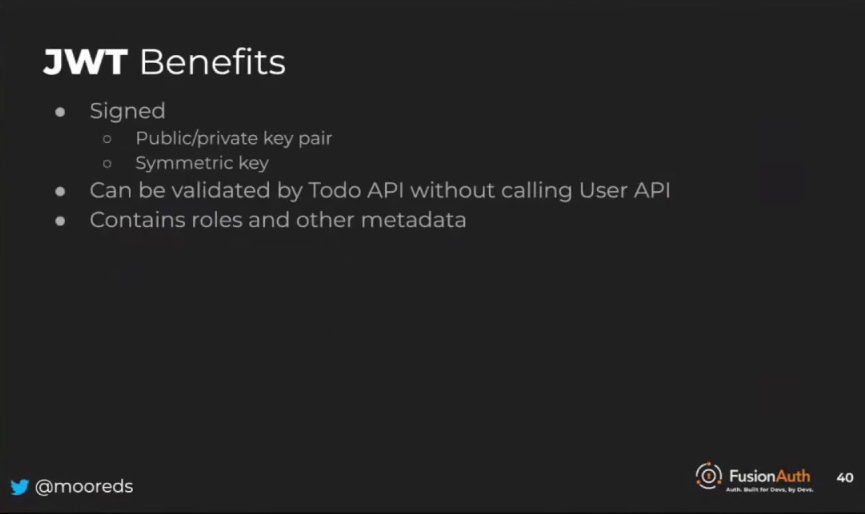 JWT Benefits
● Signed
○ Public/private key pair
○ Symmetric key
● Can be validated by Todo API without calling User API
● Contains roles and other metadata
@mooreds
FusionAuth
Auth. Built for Devs, by Devs.
40